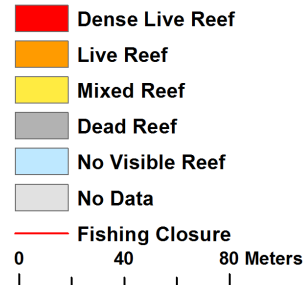 Dense Live Reef
Live Reef
Mixed Reef
Dead Reef
No Visible Reef
No Data
Fishing Closure
0 40 80 Meters